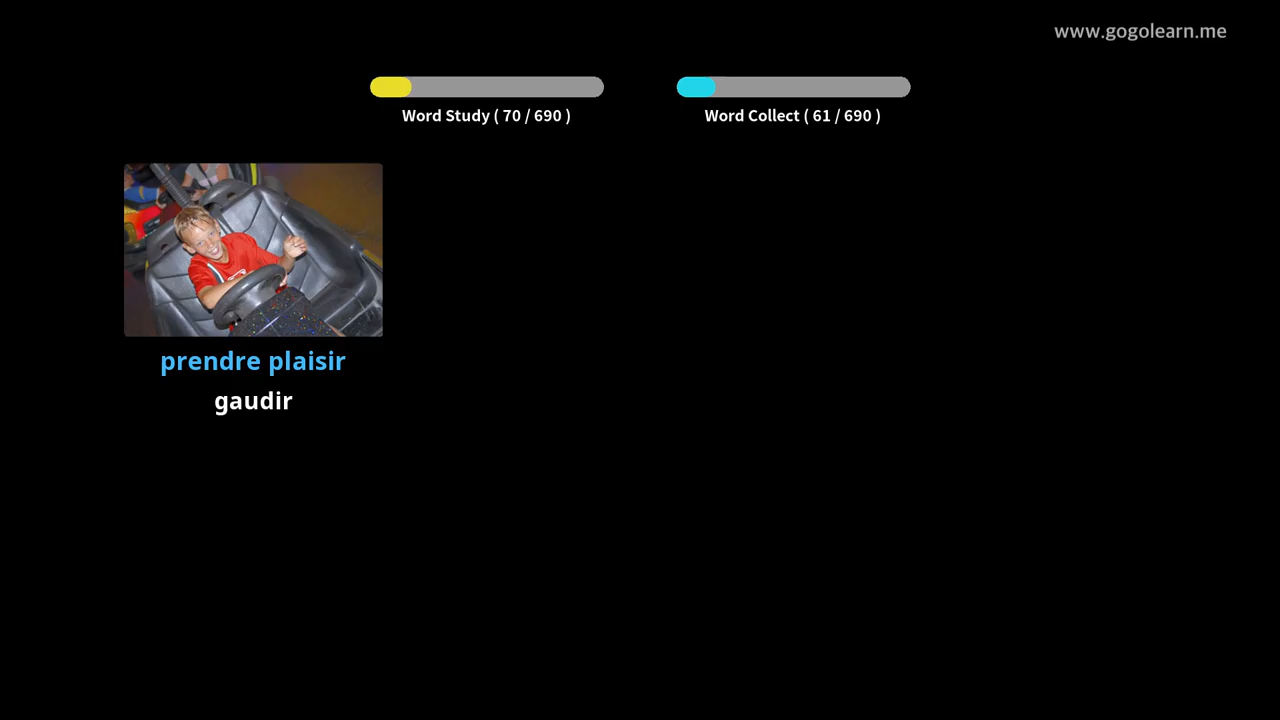 www.gogolearn.me
Word Study ( 70 / 690 )
Word Collect ( 61 / 690 )
prendre plaisir
gaudir